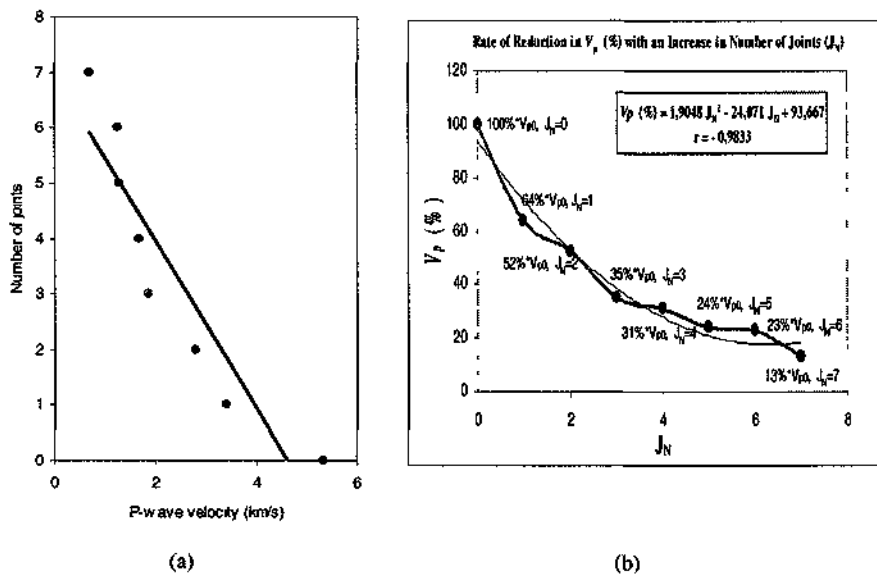 8
7
6
5
4
3
2
1
0
Number of joints
0 2 4 6
P-wave velocity (km/s)
(a)
Rate of Reduction in Vp (%) with an Increase in Number of Joints (JN)
120
100
80
60
40
20
0
Vp (%)
Vp (%) = 1,9048 JN² - 24,071 JN + 93,667
r = - 0,9833
100%*Vp0, JN=0
64%*Vp0, JN=1
52%*Vp0, JN=2
35%*Vp0, JN=3
31%*Vp0, JN=4
24%*Vp0, JN=5
23%*Vp0, JN=6
13%*Vp0, JN=7
0 2 4 6 8
JN
(b)